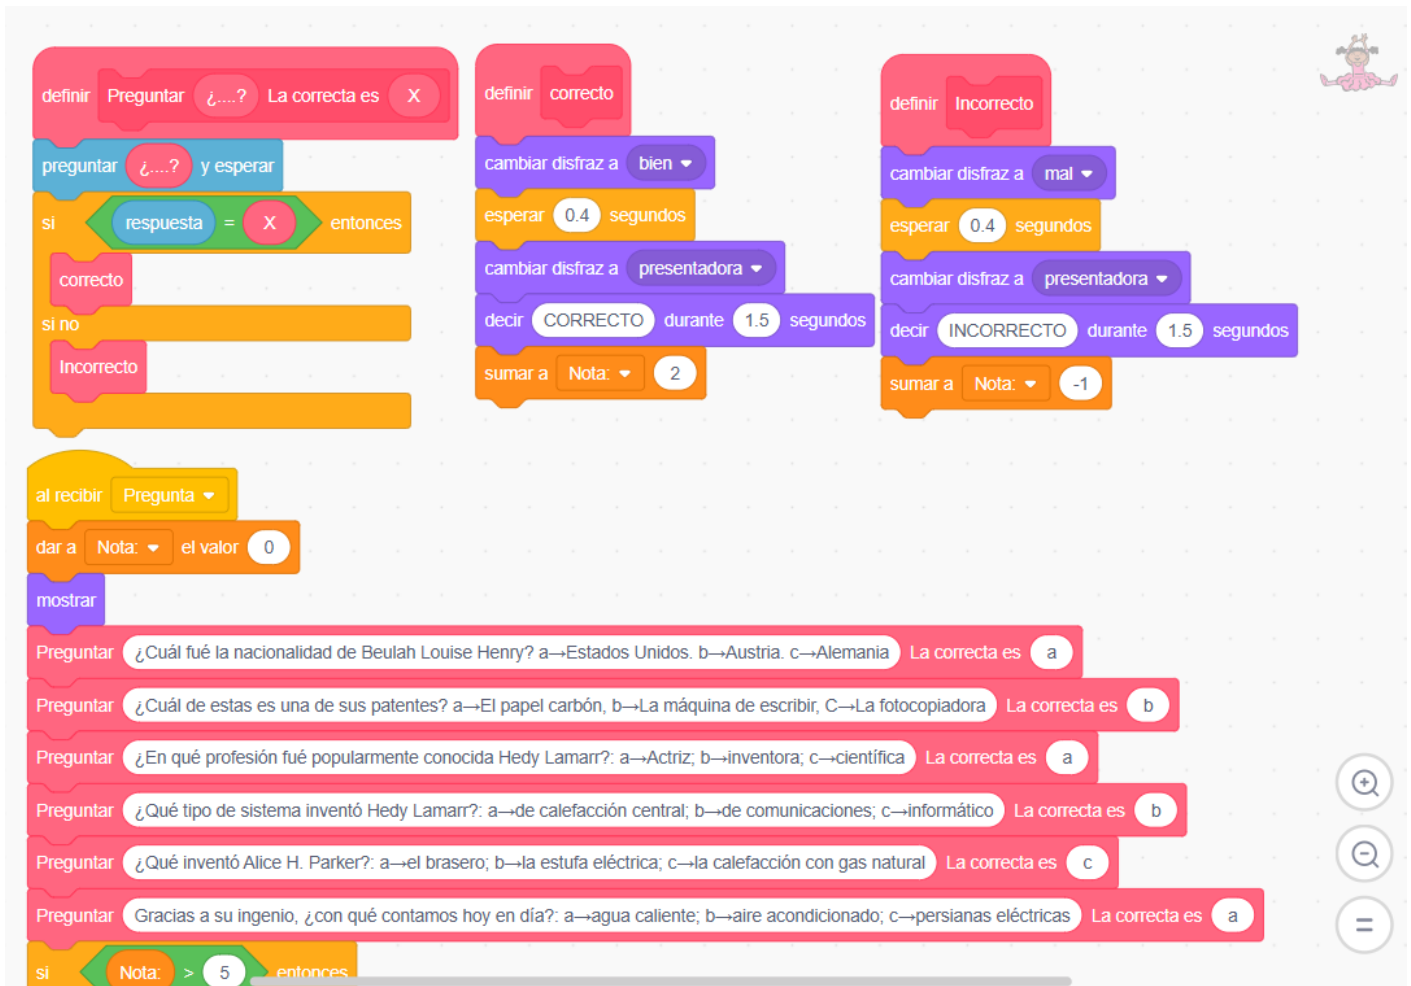 definir Preguntar ¿....? La correcta es X
preguntar ¿....? y esperar
si respuesta = X entonces
correcto
si no
Incorrecto
definir correcto
cambiar disfraz a bien
esperar 0.4 segundos
cambiar disfraz a presentadora
decir CORRECTO durante 1.5 segundos
sumar a Nota: 2
definir Incorrecto
cambiar disfraz a mal
esperar 0.4 segundos
cambiar disfraz a presentadora
decir INCORRECTO durante 1.5 segundos
sumar a Nota: -1
al recibir Pregunta
dar a Nota: el valor 0
mostrar
Preguntar ¿Cuál fué la nacionalidad de Beulah Louise Henry? a→Estados Unidos. b→Austria. c→Alemania La correcta es a
Preguntar ¿Cuál de estas es una de sus patentes? a→El papel carbón, b→La máquina de escribir, C→La fotocopiadora La correcta es b
Preguntar ¿En qué profesión fué popularmente conocida Hedy Lamarr?: a→Actriz; b→inventora; c→científica La correcta es a
Preguntar ¿Qué tipo de sistema inventó Hedy Lamarr?: a→de calefacción central; b→de comunicaciones; c→informático La correcta es b
Preguntar ¿Qué inventó Alice H. Parker?: a→el brasero; b→la estufa eléctrica; c→la calefacción con gas natural La correcta es c
Preguntar Gracias a su ingenio, ¿con qué contamos hoy en día?: a→agua caliente; b→aire acondicionado; c→persianas eléctricas La correcta es a
si Nota: > 5 entonces